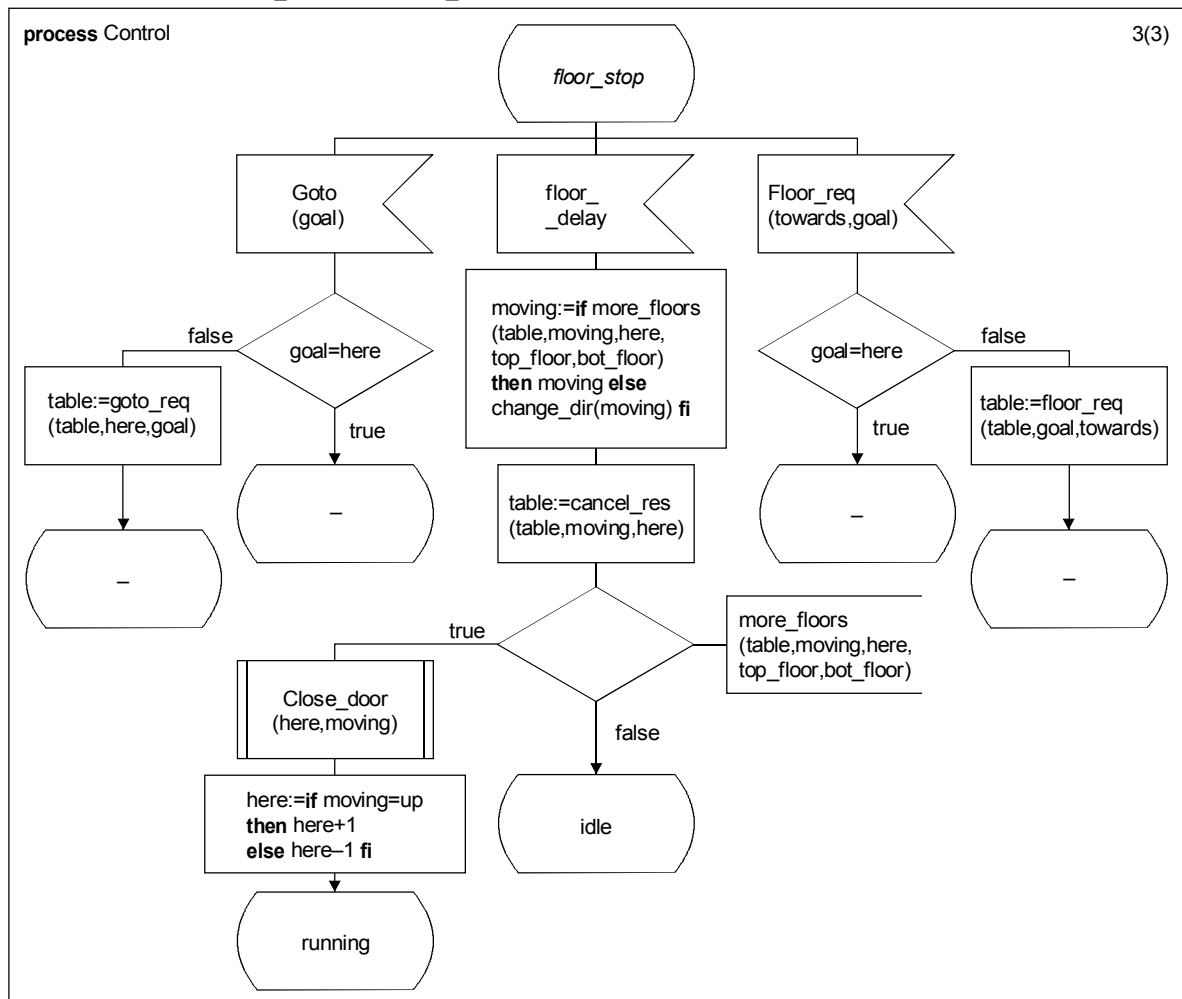 process Control
3(3)
floor_stop
Goto
(goal)
floor_
_delay
Floor_req
(towards,goal)
false
goal=here
true
table:=goto_req
(table,here,goal)
–
–
moving:=if more_floors
(table,moving,here,
top_floor,bot_floor)
then moving else
change_dir(moving) fi
table:=cancel_res
(table,moving,here)
goal=here
false
true
table:=floor_req
(table,goal,towards)
–
–
more_floors
(table,moving,here,
top_floor,bot_floor)
true
false
Close_door
(here,moving)
here:=if moving=up
then here+1
else here–1 fi
running
idle